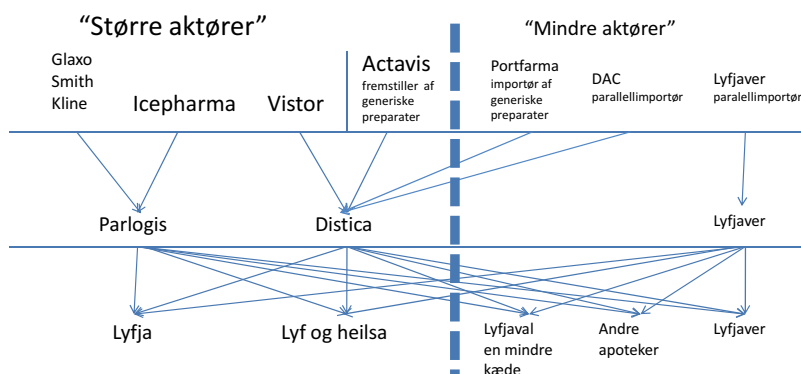 "Større aktører"
"Mindre aktører"
Glaxo
Smith
Kline
Icepharma
Vistor
Actavis
fremstiller af
generiske
preparater
Portfarma
importør af
generiske
preparater
DAC
parallellimportør
Lyfjaver
paralellimportør
Parlogis
Distica
Lyfjaver
Lyfja
Lyf og heilsa
Lyfjaval
en mindre
kæde
Andre
apoteker
Lyfjaver